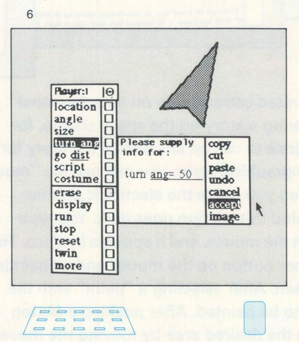 6
Player:1
location
angle
size
turn ang
go dist
script
costume
erase
display
run
stop
reset
twin
more
Please supply
info for:
turn ang= 50
copy
cut
paste
undo
cancel
accept
image